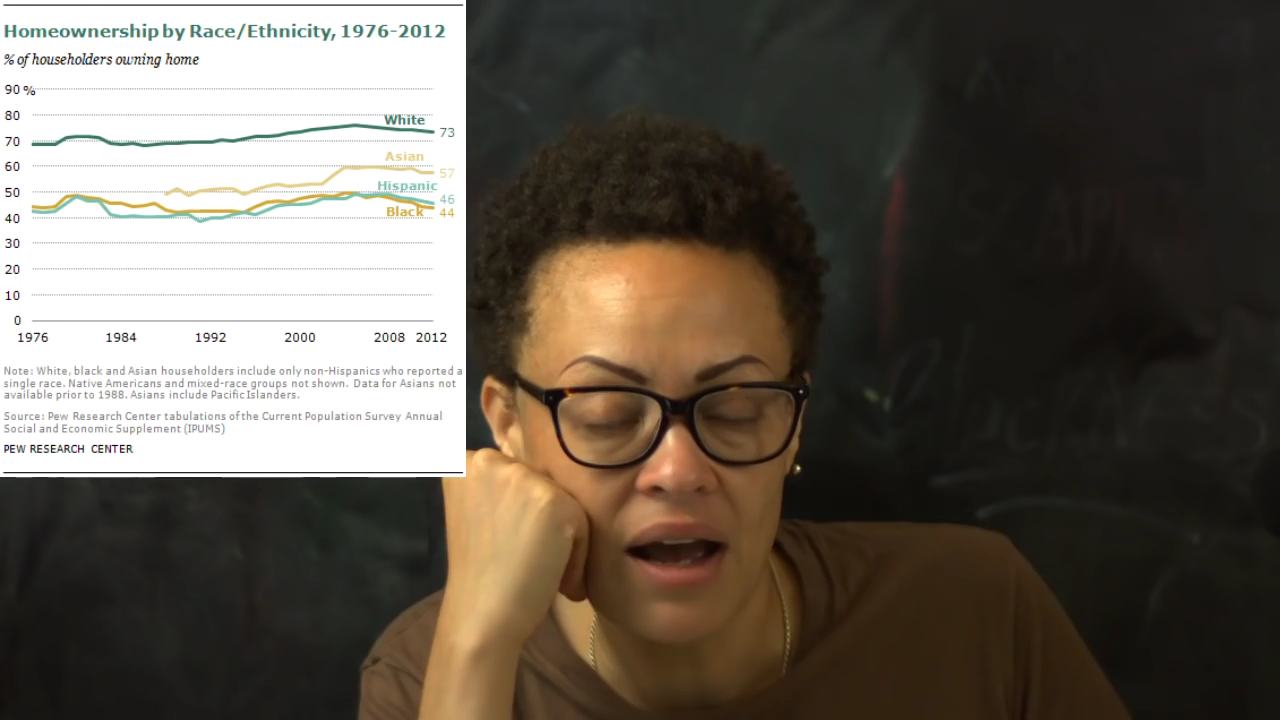 Homeownership by Race/Ethnicity, 1976-2012
% of householders owning home
90 %
80
White
73
70
Asian
60
57
Hispanic
50
46
Black
44
40
30
20
10
0
1976 1984 1992 2000 2008 2012
Note: White, black and Asian householders include only non-Hispanics who reported a
single race. Native Americans and mixed-race groups not shown. Data for Asians not
available prior to 1988. Asians include Pacific Islanders.
Source: Pew Research Center tabulations of the Current Population Survey Annual
Social and Economic Supplement (IPUMS)
PEW RESEARCH CENTER